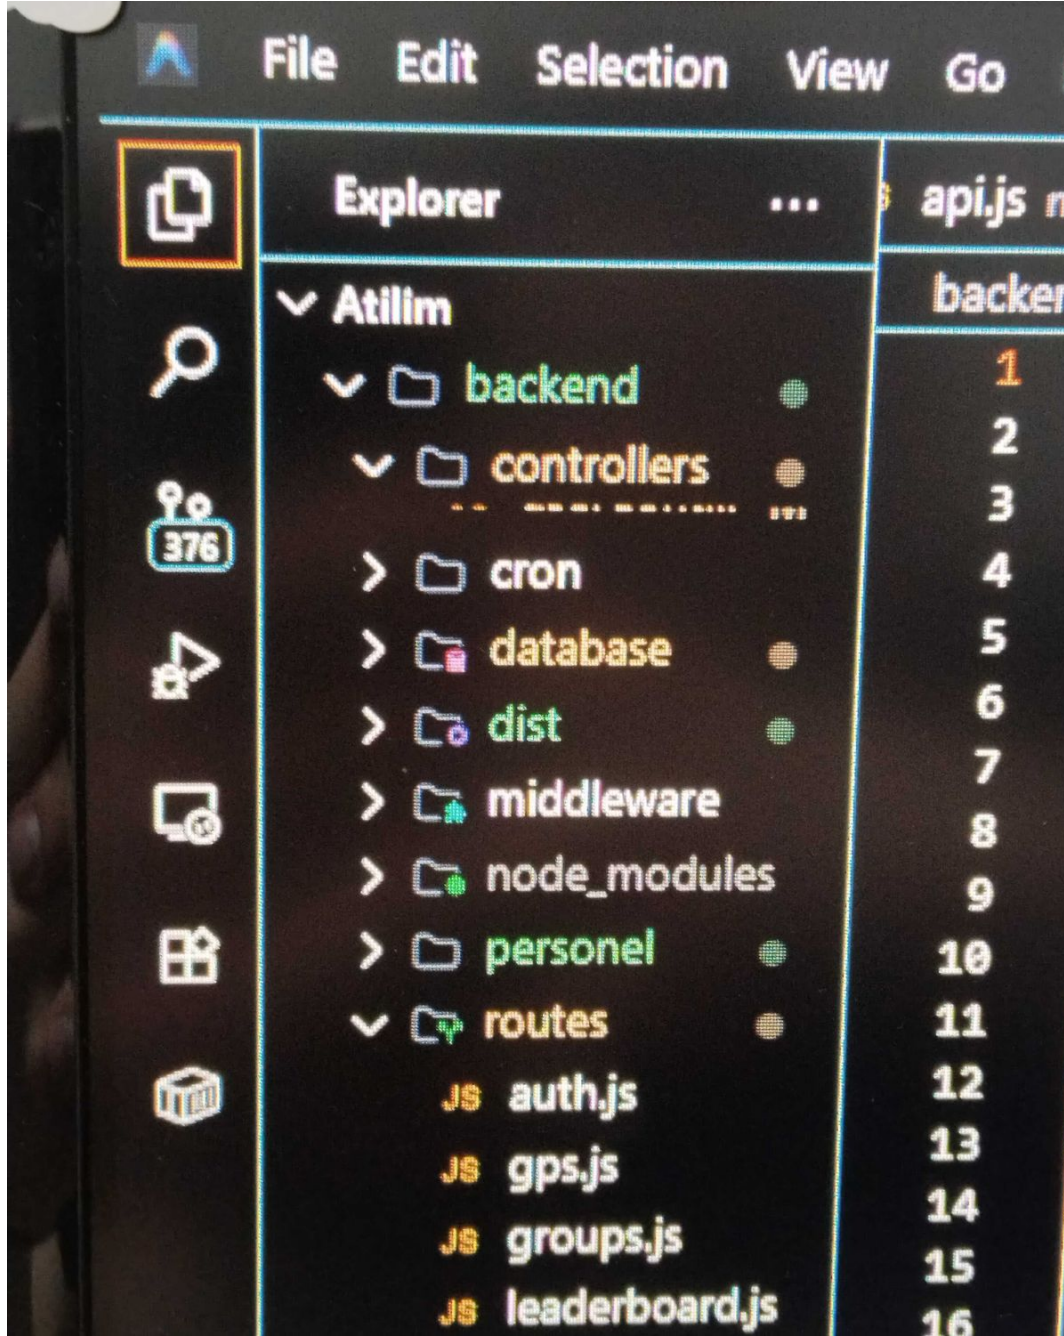 File Edit Selection View Go
Explorer ...
api.js
Atilim
backend
controllers
376
cron
database
dist
middleware
node_modules
personel
routes
JS auth.js
JS gps.js
JS groups.js
JS leaderboard.js
1
2
3
4
5
6
7
8
9
10
11
12
13
14
15
16